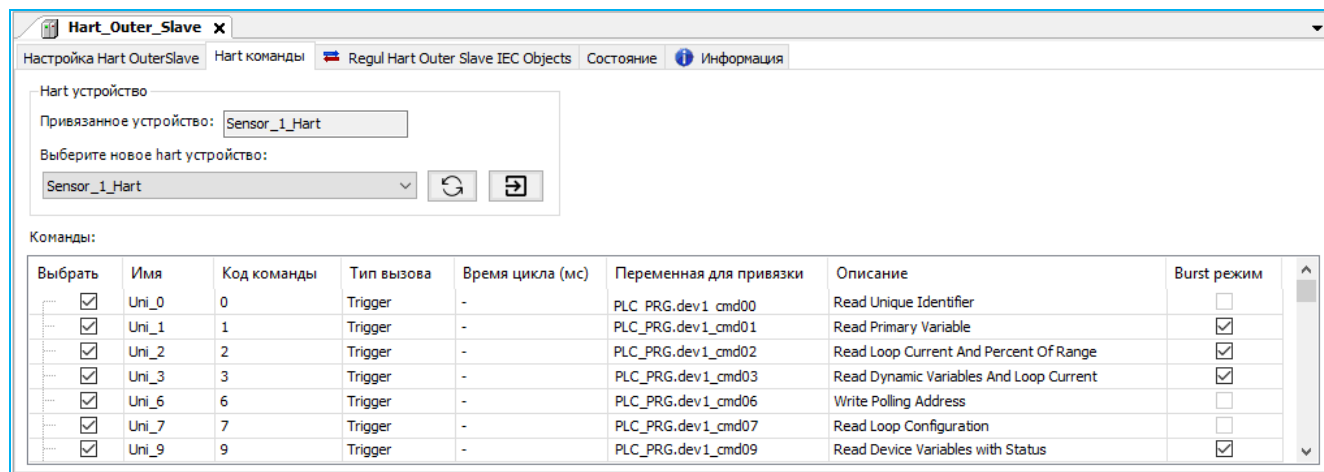 Hart_Outer_Slave X
Настройка Hart OuterSlave Hart команды Regul Hart Outer Slave IEC Objects Состояние Информация
Hart устройство
Привязанное устройство: Sensor_1_Hart
Выберите новое hart устройство:
Sensor_1_Hart
Команды:
Выбрать Имя Код команды Тип вызова Время цикла (мс) Переменная для привязки Описание Burst режим
Uni_0 0 Trigger - PLC_PRG.dev1_cmd00 Read Unique Identifier
Uni_1 1 Trigger - PLC_PRG.dev1_cmd01 Read Primary Variable
Uni_2 2 Trigger - PLC_PRG.dev1_cmd02 Read Loop Current And Percent Of Range
Uni_3 3 Trigger - PLC_PRG.dev1_cmd03 Read Dynamic Variables And Loop Current
Uni_6 6 Trigger - PLC_PRG.dev1_cmd06 Write Polling Address
Uni_7 7 Trigger - PLC_PRG.dev1_cmd07 Read Loop Configuration
Uni_9 9 Trigger - PLC_PRG.dev1_cmd09 Read Device Variables with Status